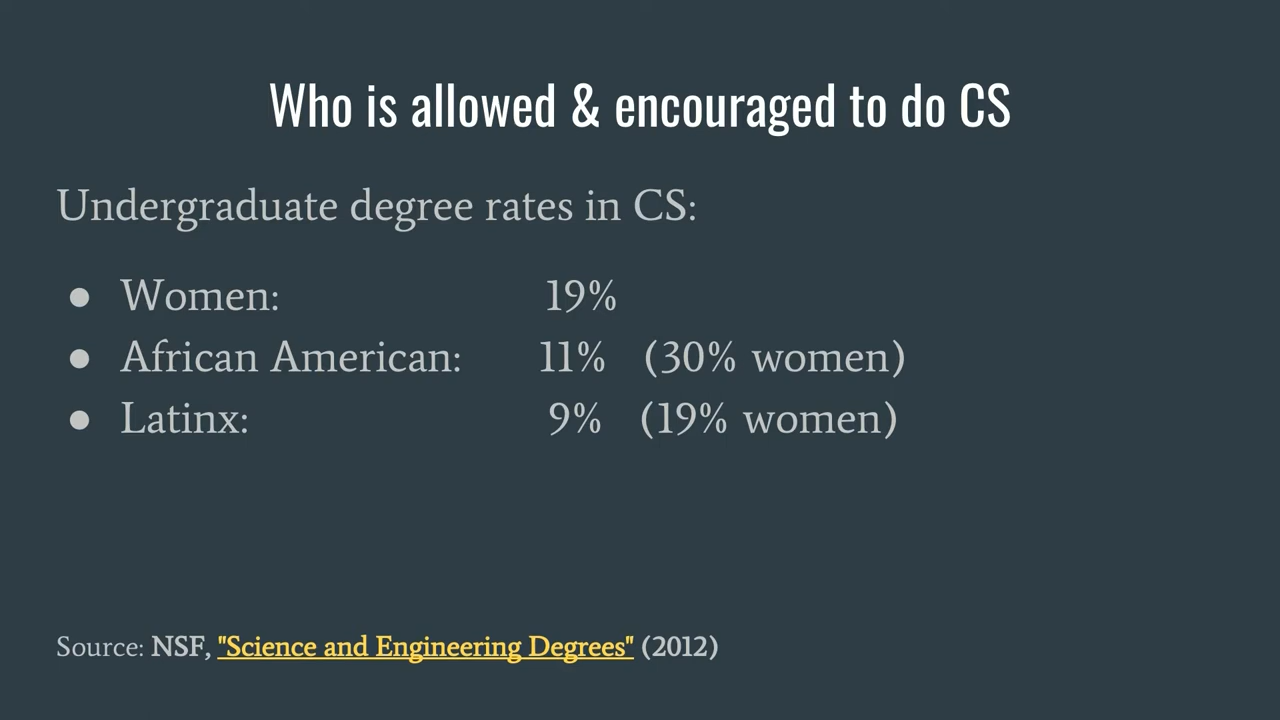 Who is allowed & encouraged to do CS
Undergraduate degree rates in CS:
● Women: 19%
● African American: 11% (30% women)
● Latinx: 9% (19% women)
Source: NSF, "Science and Engineering Degrees" (2012)